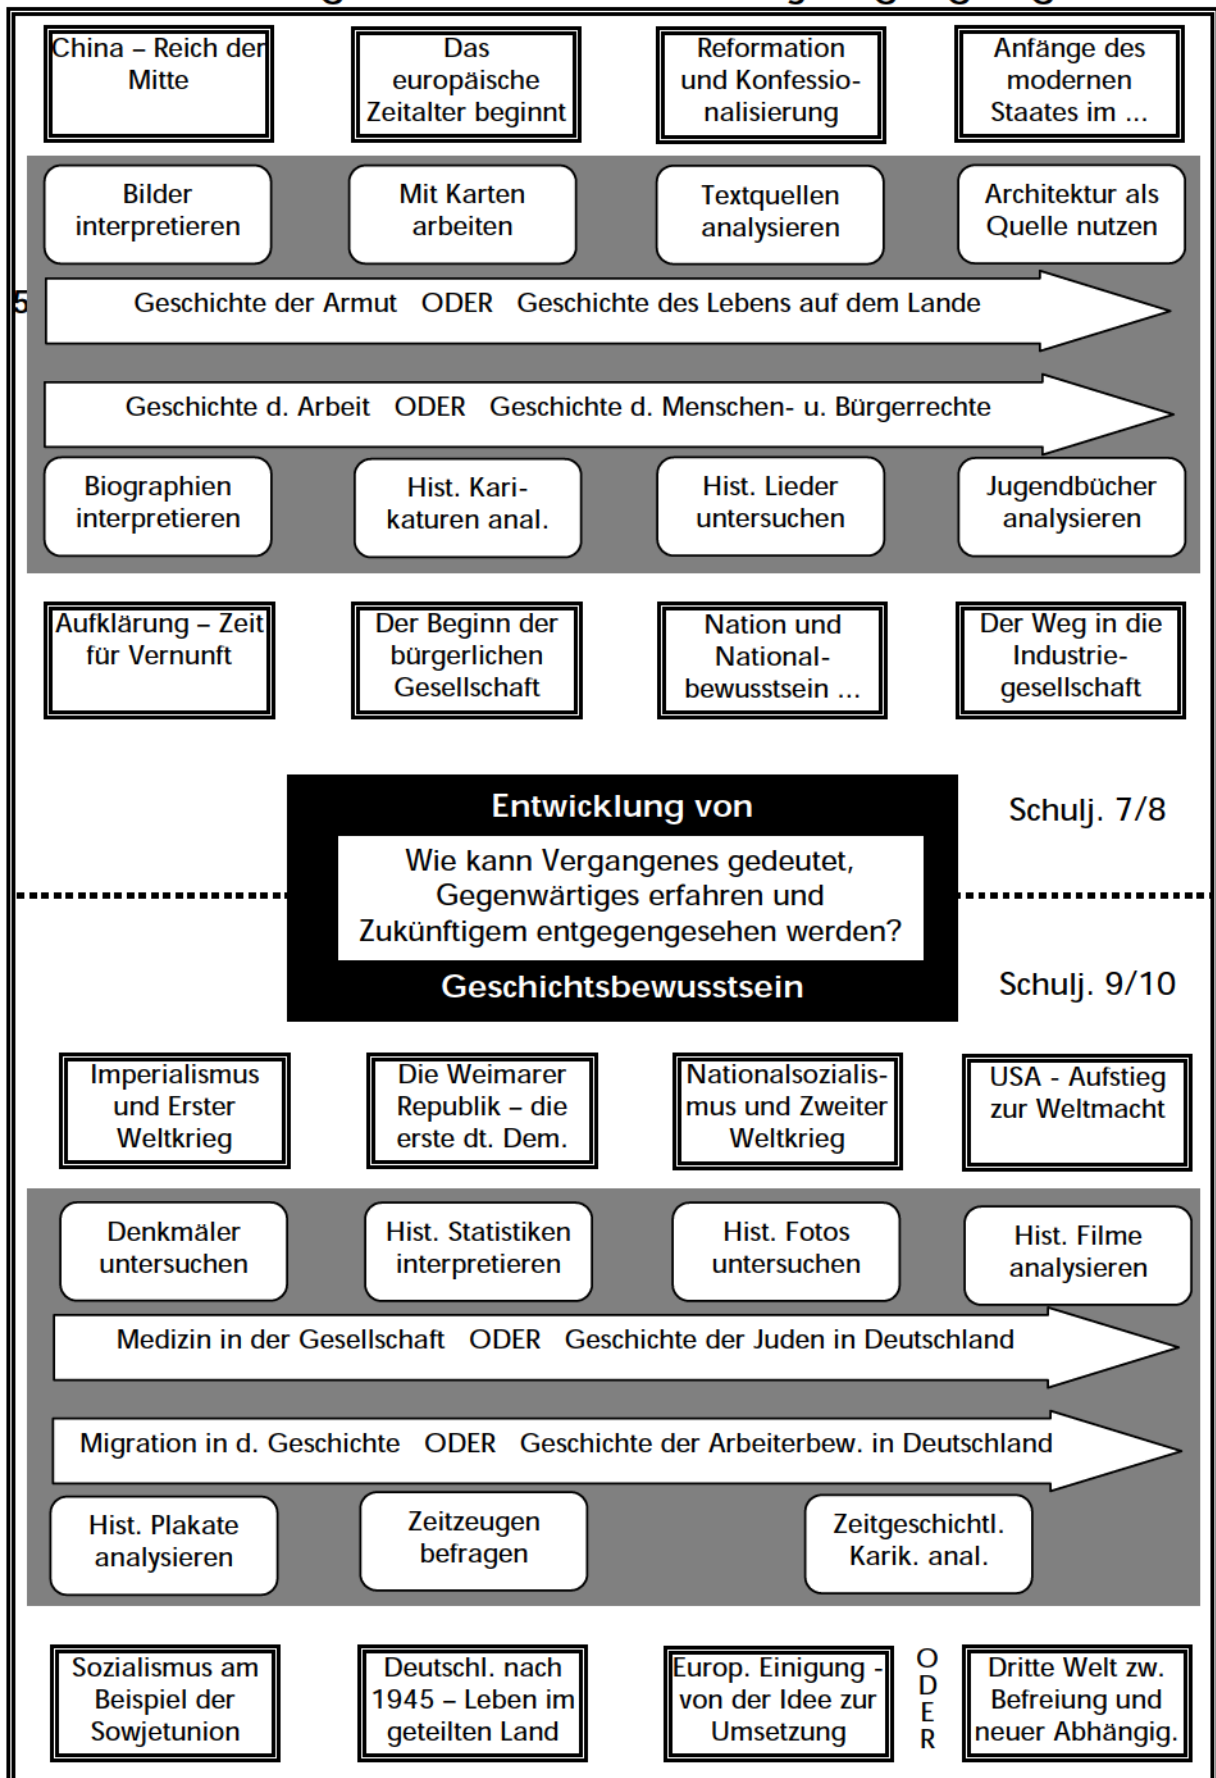 China – Reich der
Mitte
Das
europäische
Zeitalter beginnt
Reformation
und Konfessio-
nalisierung
Anfänge des
modernen
Staates im ...
Bilder
interpretieren
Mit Karten
arbeiten
Textquellen
analysieren
Architektur als
Quelle nutzen
5
Geschichte der Armut ODER Geschichte des Lebens auf dem Lande
Geschichte d. Arbeit ODER Geschichte d. Menschen- u. Bürgerrechte
Biographien
interpretieren
Hist. Kari-
katuren anal.
Hist. Lieder
untersuchen
Jugendbücher
analysieren
Aufklärung – Zeit
für Vernunft
Der Beginn der
bürgerlichen
Gesellschaft
Nation und
National-
bewusstsein ...
Der Weg in die
Industrie-
gesellschaft
Entwicklung von
Schulj. 7/8
Wie kann Vergangenes gedeutet,
Gegenwärtiges erfahren und
Zukünftigem entgegengesehen werden?
Geschichtsbewusstsein
Schulj. 9/10
Imperialismus
und Erster
Weltkrieg
Die Weimarer
Republik – die
erste dt. Dem.
Nationalsozialis-
mus und Zweiter
Weltkrieg
USA - Aufstieg
zur Weltmacht
Denkmäler
untersuchen
Hist. Statistiken
interpretieren
Hist. Fotos
untersuchen
Hist. Filme
analysieren
Medizin in der Gesellschaft ODER Geschichte der Juden in Deutschland
Migration in d. Geschichte ODER Geschichte der Arbeiterbew. in Deutschland
Hist. Plakate
analysieren
Zeitzeugen
befragen
Zeitgeschichtl.
Karik. anal.
Sozialismus am
Beispiel der
Sowjetunion
Deutschl. nach
1945 – Leben im
geteilten Land
Europ. Einigung -
von der Idee zur
Umsetzung
O
D
E
R
Dritte Welt zw.
Befreiung und
neuer Abhängig.